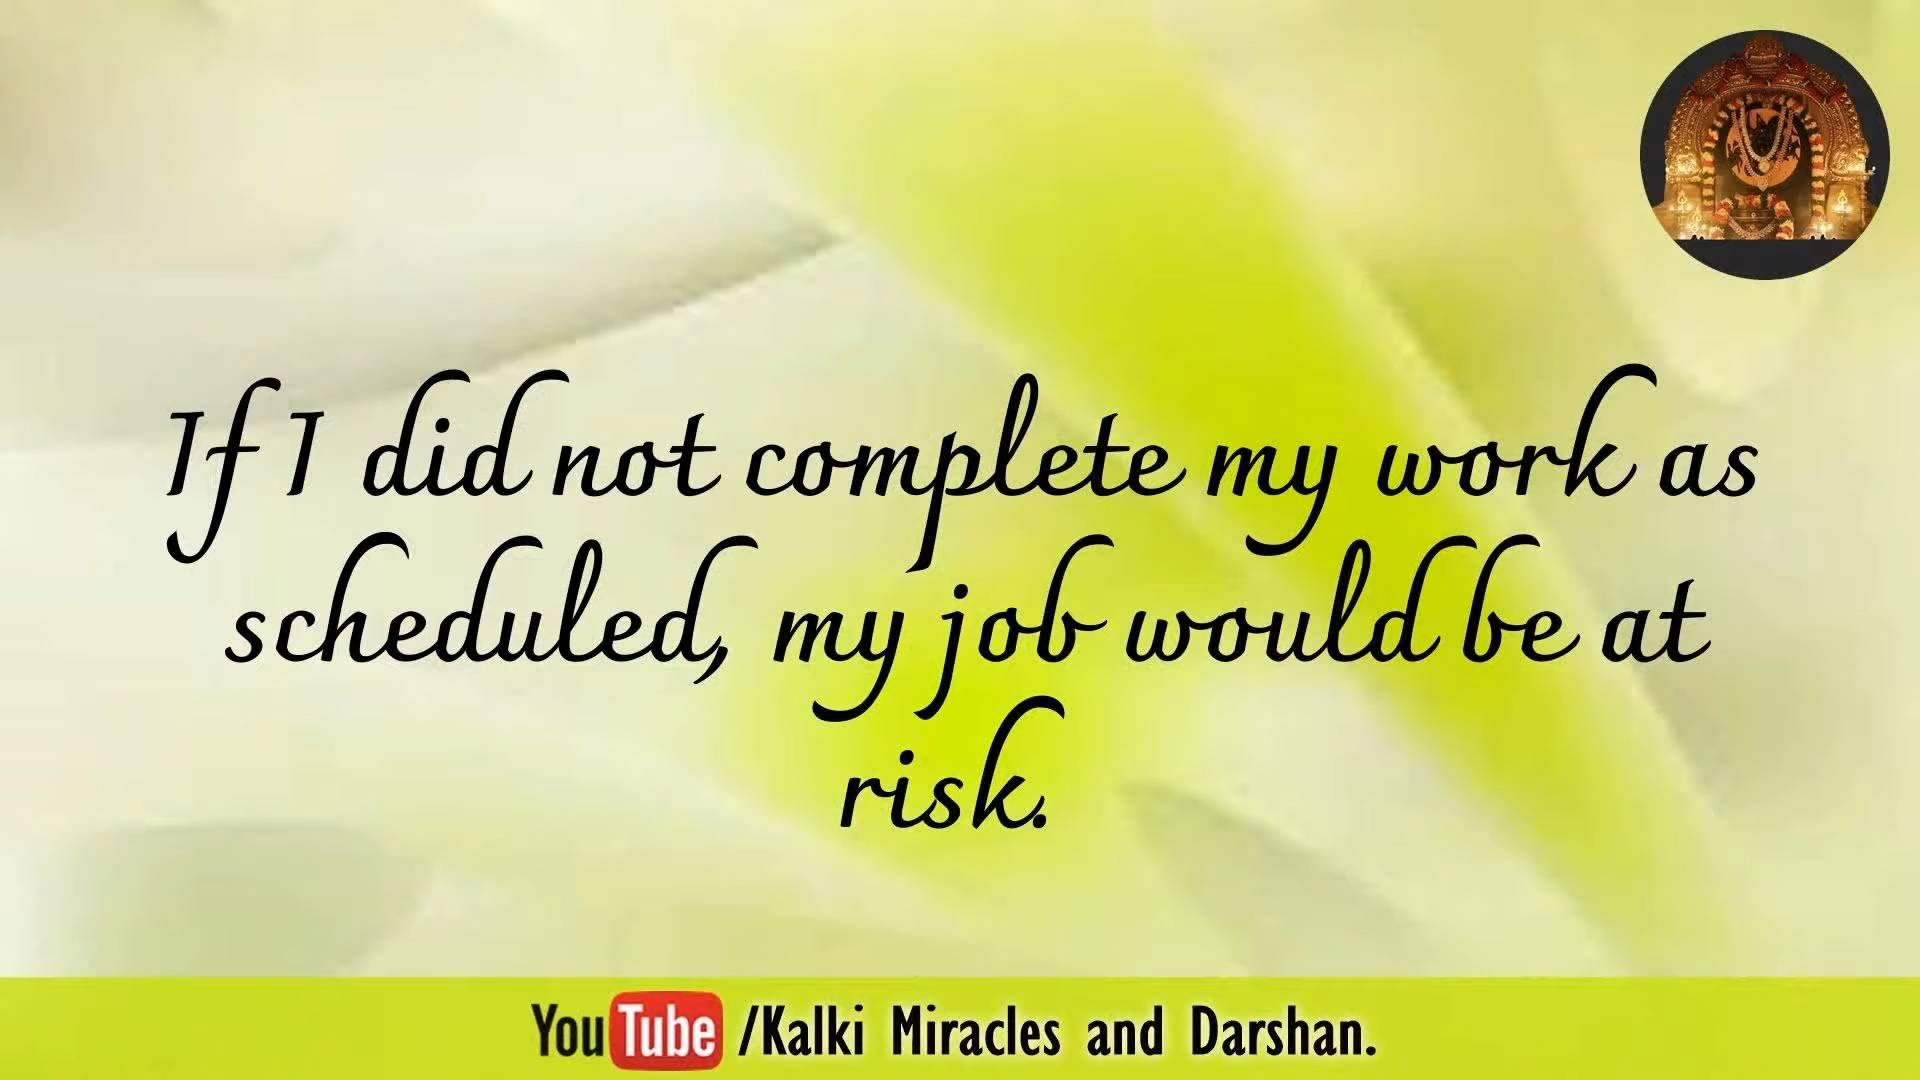 If I did not complete my work as
scheduled, my job would be at
risk.
YouTube /Kalki Miracles and Darshan.